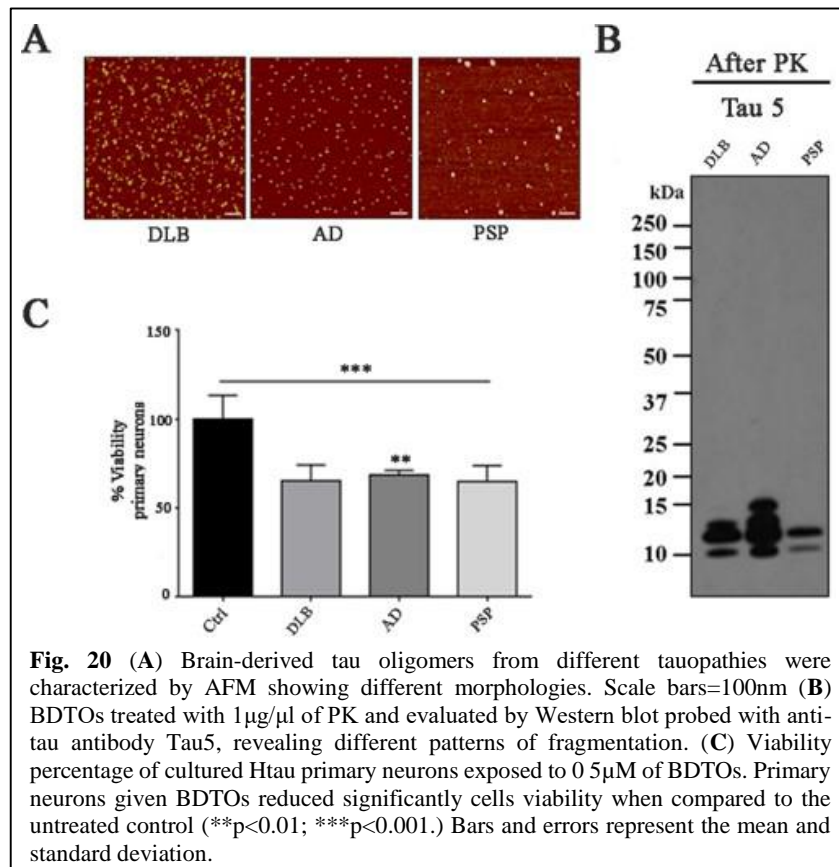 A
B
After PK
Tau 5
DLB AD PSP
kDa
250
150
100
75
50
37
25
20
15
10
DLB AD PSP
C
150
100
50
0
% Viability
primary neurons
***
**
Ctrl DLB AD PSP
Fig. 20 (A) Brain-derived tau oligomers from different tauopathies were
characterized by AFM showing different morphologies. Scale bars=100nm (B)
BDTOs treated with 1µg/µl of PK and evaluated by Western blot probed with anti-
tau antibody Tau5, revealing different patterns of fragmentation. (C) Viability
percentage of cultured Htau primary neurons exposed to 0 5µM of BDTOs. Primary
neurons given BDTOs reduced significantly cells viability when compared to the
untreated control (**p<0.01; ***p<0.001.) Bars and errors represent the mean and
standard deviation.